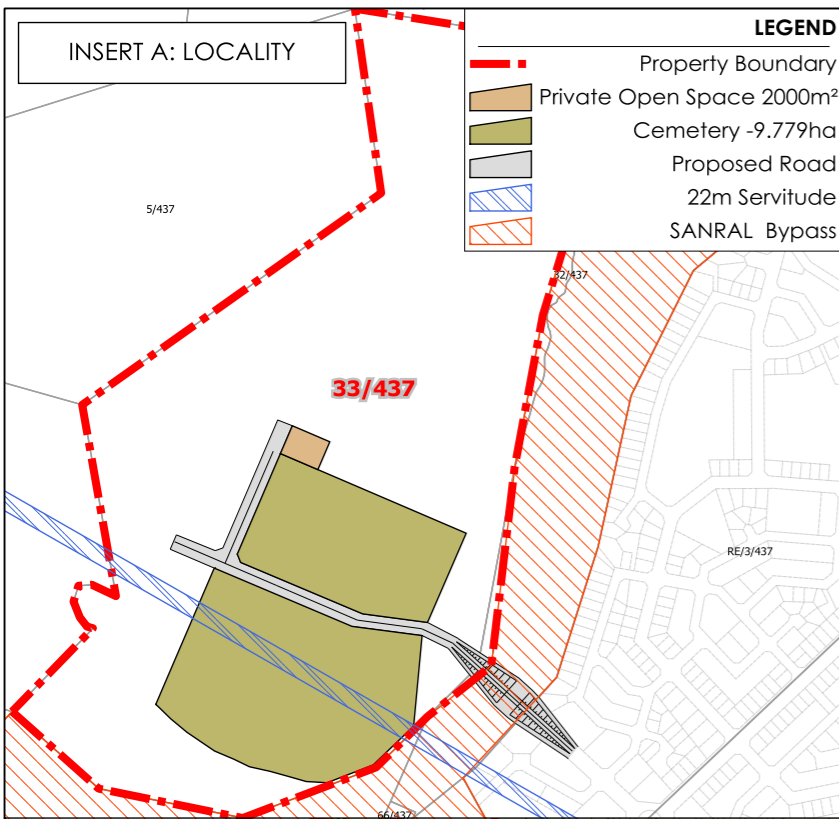 INSERT A: LOCALITY
LEGEND
Property Boundary
Private Open Space 2000m²
Cemetery -9.779ha
Proposed Road
22m Servitude
SANRAL Bypass
5/437
32/437
33/437
RE/3/437
66/437